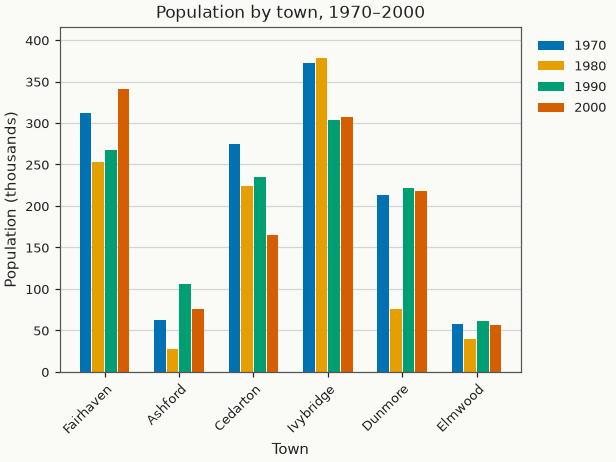 Population by town, 1970–2000
Population (thousands)
400
350
300
250
200
150
100
50
0
Fairhaven
Ashford
Cedarton
Ivybridge
Dunmore
Elmwood
Town
1970
1980
1990
2000